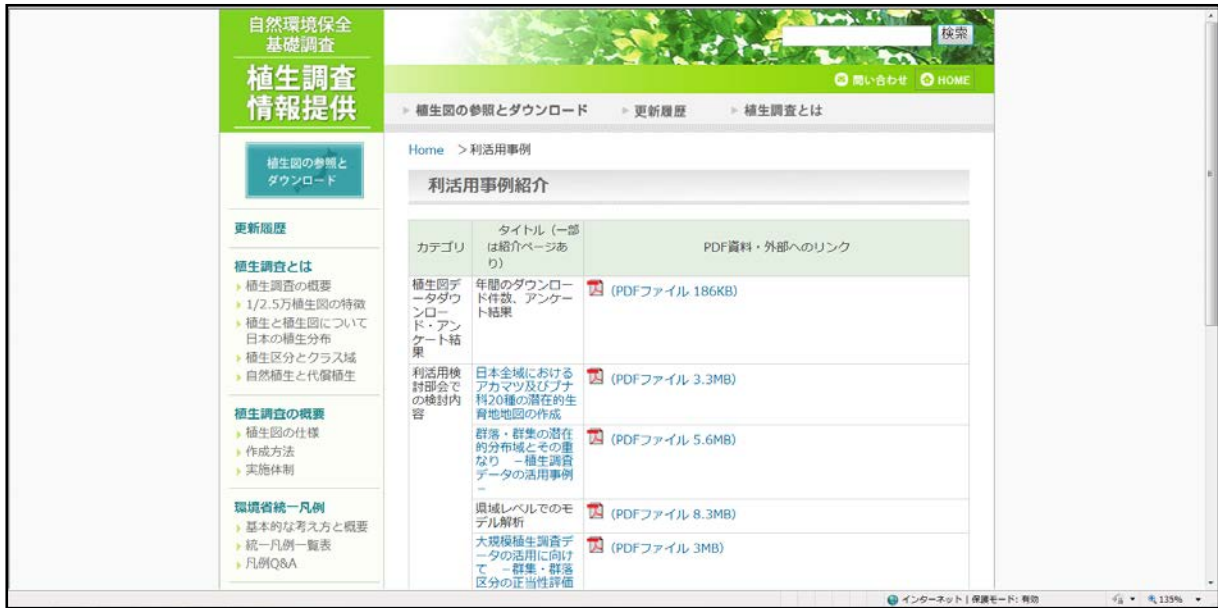 自然環境保全
基礎調査
植生調査
情報提供
検索
問い合わせ
HOME
植生図の参照とダウンロード
更新履歴
植生調査とは
植生図の参照と
ダウンロード
更新履歴
植生調査とは
植生調査の概要
1/2.5万植生図の特徴
植生と植生図について
日本の植生分布
植生区分とクラス域
自然植生と代償植生
植生調査の概要
植生図の仕様
作成方法
実施体制
環境省統一凡例
基本的な考え方と概要
統一凡例一覧表
凡例Q&A
Home >利活用事例
利活用事例紹介
カテゴリ
タイトル（一部
は紹介ページあ
り）
PDF資料・外部へのリンク
植生図デ
ータダウ
ンロー
ド・アン
ケート結
果
年間のダウンロー
ド件数、アンケー
ト結果
(PDFファイル 186KB)
利活用検
討部会で
の検討内
容
日本全域における
アカマツ及びブナ
科20種の潜在的生
育地地図の作成
(PDFファイル 3.3MB)
群落・群集の潜在
的分布域とその重
なり －植生調査
データの活用事例
－
(PDFファイル 5.6MB)
県域レベルでのモ
デル解析
(PDFファイル 8.3MB)
大規模植生調査デ
ータの活用に向け
て －群集・群落
区分の正当性評価
(PDFファイル 3MB)
インターネット | 保護モード: 有効
135%